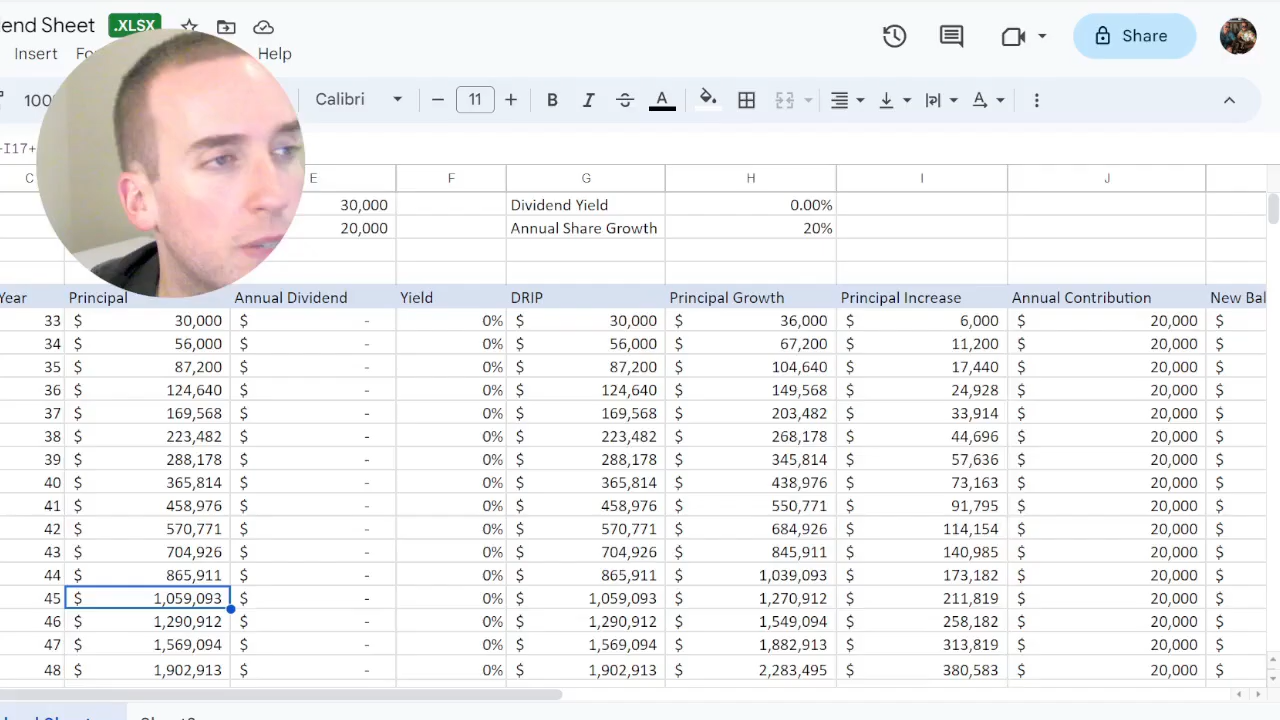 end Sheet .XLSX
Insert Help
100 Calibri 11 B I A A Share
-I17+
C E F G H I J
30,000 Dividend Yield 0.00%
20,000 Annual Share Growth 20%
Year Principal Annual Dividend Yield DRIP Principal Growth Principal Increase Annual Contribution New Bal
33 $ 30,000 $ - 0% $ 30,000 $ 36,000 $ 6,000 $ 20,000 $
34 $ 56,000 $ - 0% $ 56,000 $ 67,200 $ 11,200 $ 20,000 $
35 $ 87,200 $ - 0% $ 87,200 $ 104,640 $ 17,440 $ 20,000 $
36 $ 124,640 $ - 0% $ 124,640 $ 149,568 $ 24,928 $ 20,000 $
37 $ 169,568 $ - 0% $ 169,568 $ 203,482 $ 33,914 $ 20,000 $
38 $ 223,482 $ - 0% $ 223,482 $ 268,178 $ 44,696 $ 20,000 $
39 $ 288,178 $ - 0% $ 288,178 $ 345,814 $ 57,636 $ 20,000 $
40 $ 365,814 $ - 0% $ 365,814 $ 438,976 $ 73,163 $ 20,000 $
41 $ 458,976 $ - 0% $ 458,976 $ 550,771 $ 91,795 $ 20,000 $
42 $ 570,771 $ - 0% $ 570,771 $ 684,926 $ 114,154 $ 20,000 $
43 $ 704,926 $ - 0% $ 704,926 $ 845,911 $ 140,985 $ 20,000 $
44 $ 865,911 $ - 0% $ 865,911 $ 1,039,093 $ 173,182 $ 20,000 $
45 $ 1,059,093 $ - 0% $ 1,059,093 $ 1,270,912 $ 211,819 $ 20,000 $
46 $ 1,290,912 $ - 0% $ 1,290,912 $ 1,549,094 $ 258,182 $ 20,000 $
47 $ 1,569,094 $ - 0% $ 1,569,094 $ 1,882,913 $ 313,819 $ 20,000 $
48 $ 1,902,913 $ - 0% $ 1,902,913 $ 2,283,495 $ 380,583 $ 20,000 $